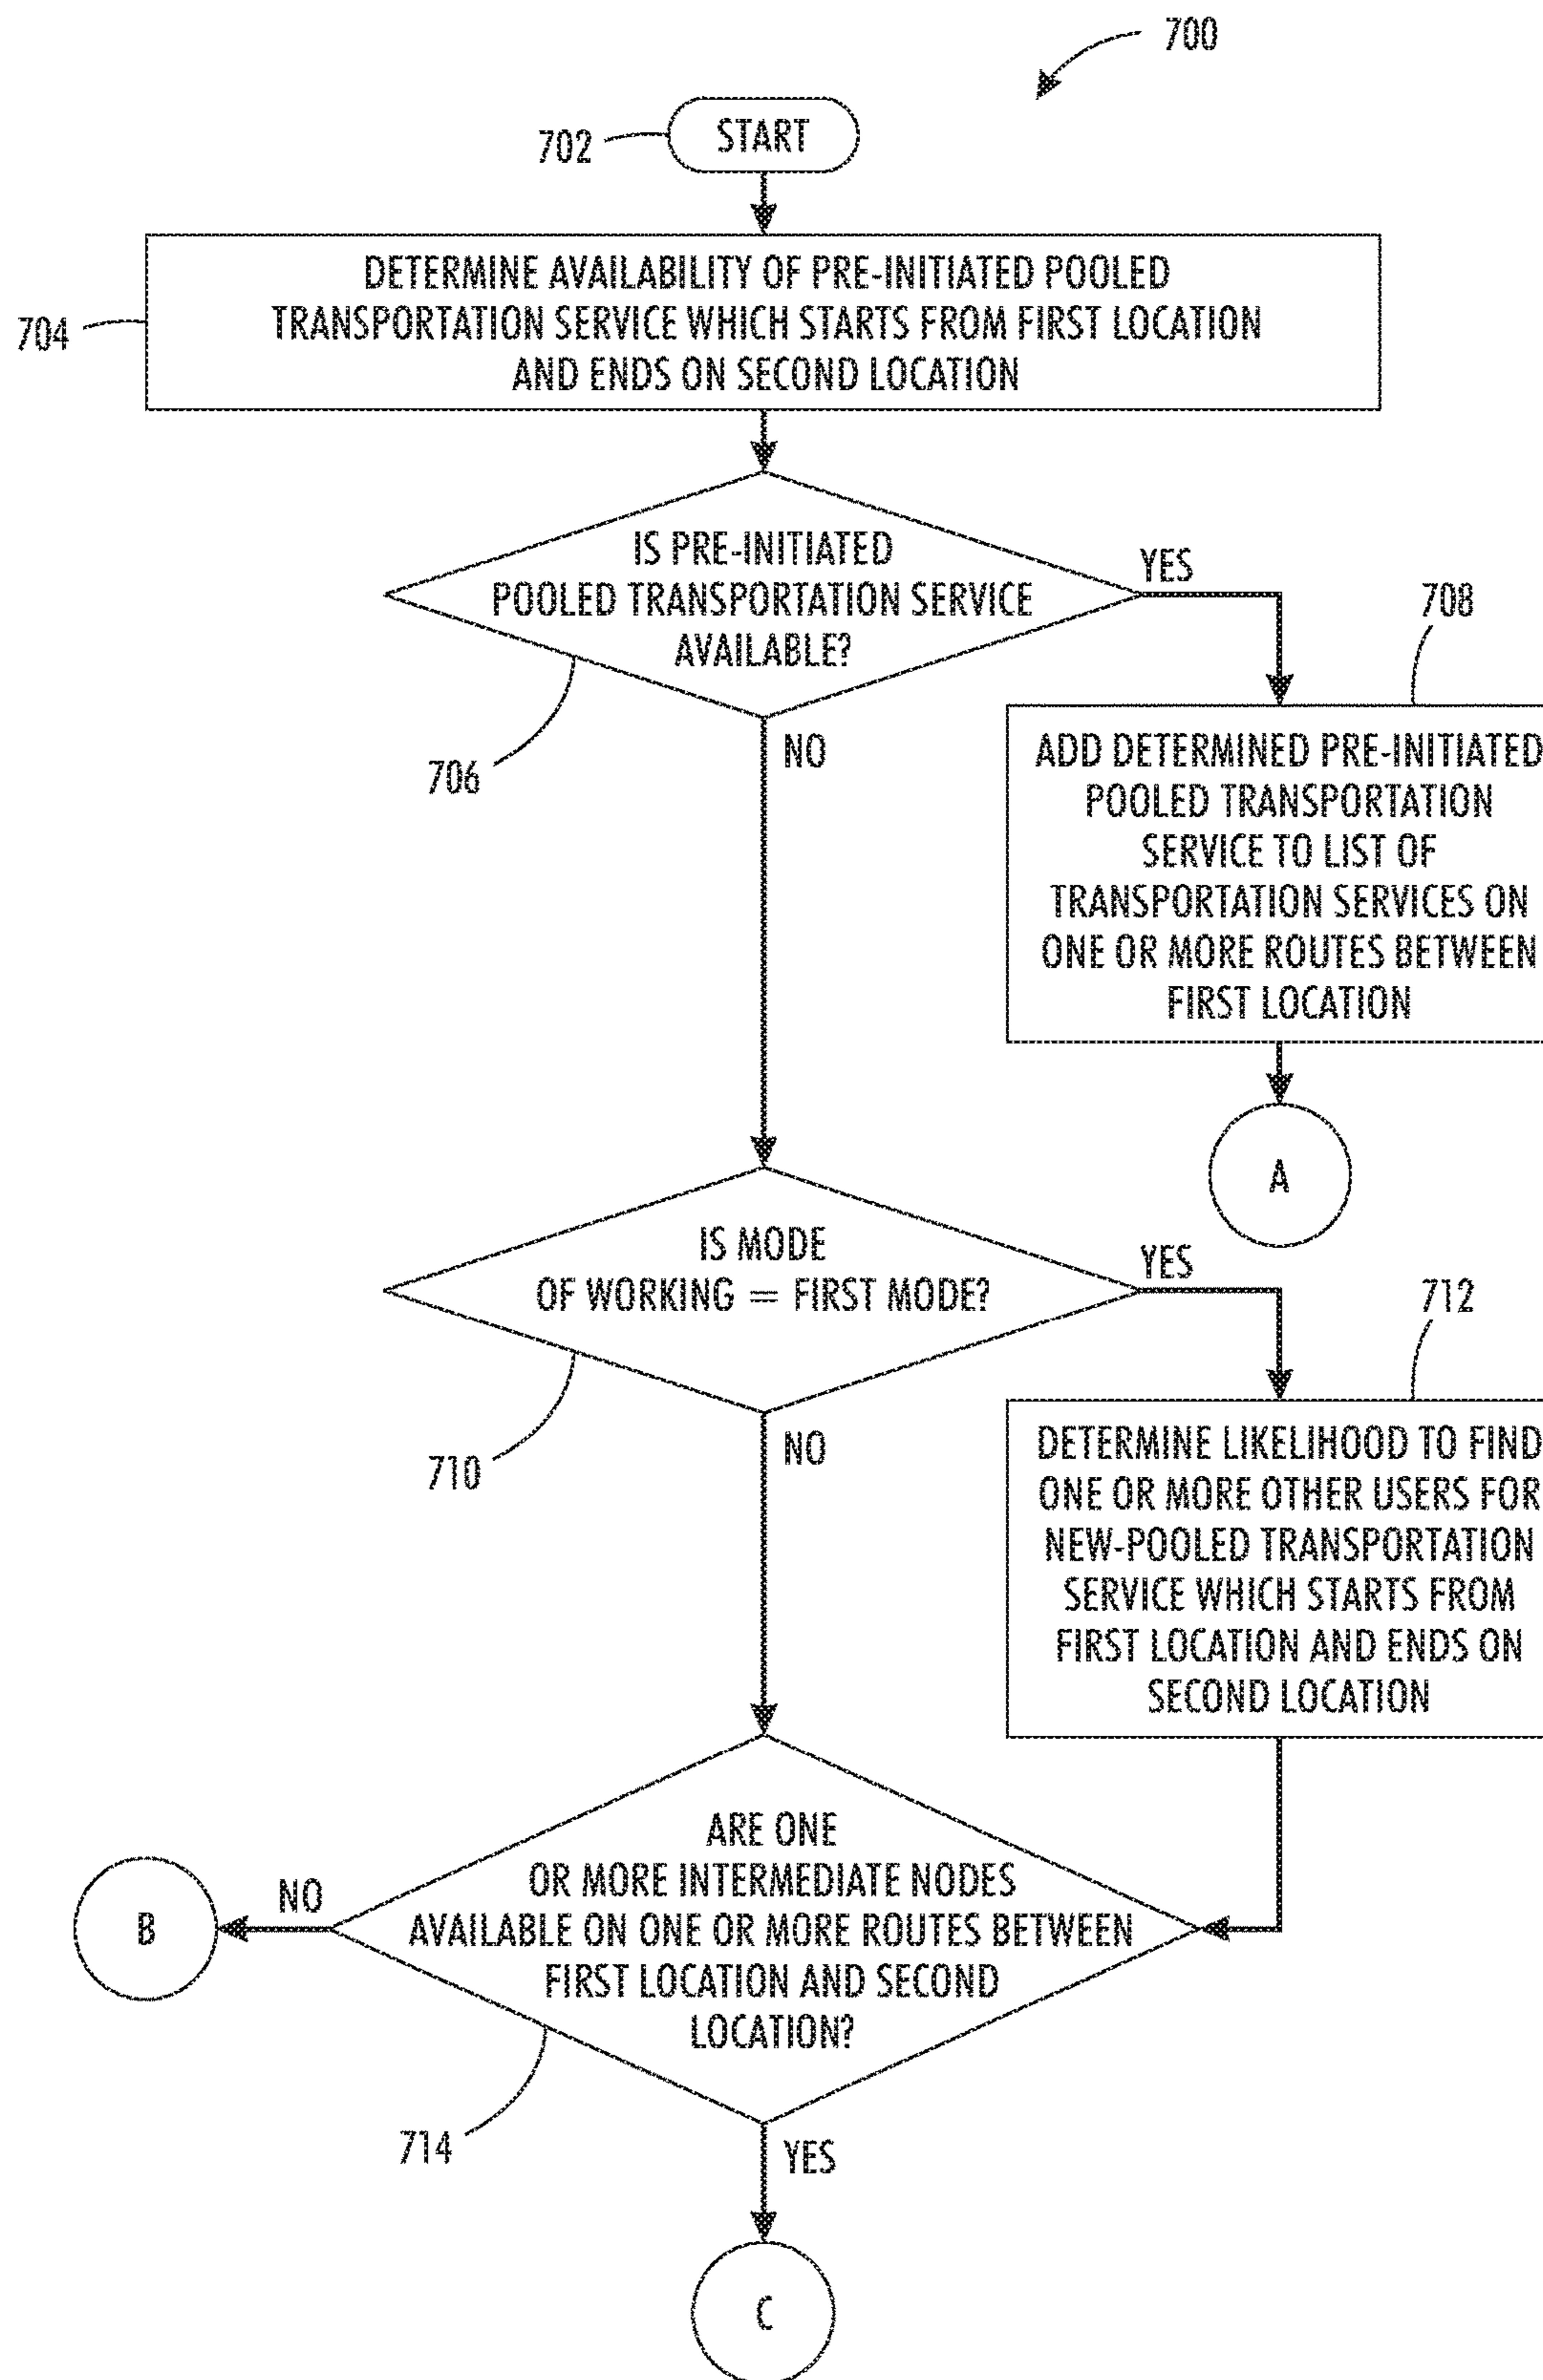 700
702
START
704
DETERMINE AVAILABILITY OF PRE-INITIATED POOLED
TRANSPORTATION SERVICE WHICH STARTS FROM FIRST LOCATION
AND ENDS ON SECOND LOCATION
IS PRE-INITIATED
POOLED TRANSPORTATION SERVICE
AVAILABLE?
YES
706
NO
708
ADD DETERMINED PRE-INITIATED
POOLED TRANSPORTATION
SERVICE TO LIST OF
TRANSPORTATION SERVICES ON
ONE OR MORE ROUTES BETWEEN
FIRST LOCATION
A
IS MODE
OF WORKING = FIRST MODE?
YES
710
NO
712
DETERMINE LIKELIHOOD TO FIND
ONE OR MORE OTHER USERS FOR
NEW-POOLED TRANSPORTATION
SERVICE WHICH STARTS FROM
FIRST LOCATION AND ENDS ON
SECOND LOCATION
ARE ONE
OR MORE INTERMEDIATE NODES
AVAILABLE ON ONE OR MORE ROUTES BETWEEN
FIRST LOCATION AND SECOND
LOCATION?
NO
B
714
YES
C